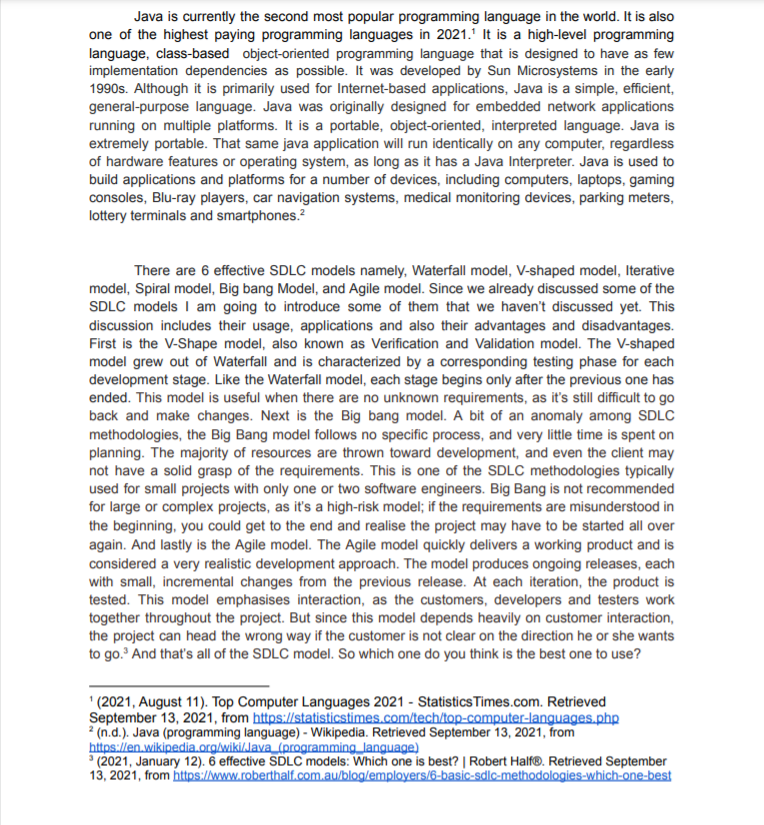 Java is currently the second most popular programming language in the world. It is also
one of the highest paying programming languages in 2021.¹ It is a high-level programming
language, class-based object-oriented programming language that is designed to have as few
implementation dependencies as possible. It was developed by Sun Microsystems in the early
1990s. Although it is primarily used for Internet-based applications, Java is a simple, efficient,
general-purpose language. Java was originally designed for embedded network applications
running on multiple platforms. It is a portable, object-oriented, interpreted language. Java is
extremely portable. That same java application will run identically on any computer, regardless
of hardware features or operating system, as long as it has a Java Interpreter. Java is used to
build applications and platforms for a number of devices, including computers, laptops, gaming
consoles, Blu-ray players, car navigation systems, medical monitoring devices, parking meters,
lottery terminals and smartphones.²
There are 6 effective SDLC models namely, Waterfall model, V-shaped model, Iterative
model, Spiral model, Big bang Model, and Agile model. Since we already discussed some of the
SDLC models I am going to introduce some of them that we haven't discussed yet. This
discussion includes their usage, applications and also their advantages and disadvantages.
First is the V-Shape model, also known as Verification and Validation model. The V-shaped
model grew out of Waterfall and is characterized by a corresponding testing phase for each
development stage. Like the Waterfall model, each stage begins only after the previous one has
ended. This model is useful when there are no unknown requirements, as it's still difficult to go
back and make changes. Next is the Big bang model. A bit of an anomaly among SDLC
methodologies, the Big Bang model follows no specific process, and very little time is spent on
planning. The majority of resources are thrown toward development, and even the client may
not have a solid grasp of the requirements. This is one of the SDLC methodologies typically
used for small projects with only one or two software engineers. Big Bang is not recommended
for large or complex projects, as it's a high-risk model; if the requirements are misunderstood in
the beginning, you could get to the end and realise the project may have to be started all over
again. And lastly is the Agile model. The Agile model quickly delivers a working product and is
considered a very realistic development approach. The model produces ongoing releases, each
with small, incremental changes from the previous release. At each iteration, the product is
tested. This model emphasises interaction, as the customers, developers and testers work
together throughout the project. But since this model depends heavily on customer interaction,
the project can head the wrong way if the customer is not clear on the direction he or she wants
to go.³ And that's all of the SDLC model. So which one do you think is the best one to use?
¹ (2021, August 11). Top Computer Languages 2021 - StatisticsTimes.com. Retrieved
September 13, 2021, from https://statisticstimes.com/tech/top-computer-languages.php
² (n.d.). Java (programming language) - Wikipedia. Retrieved September 13, 2021, from
https://en.wikipedia.org/wiki/Java_(programming_language)
³ (2021, January 12). 6 effective SDLC models: Which one is best? | Robert Half®. Retrieved September
13, 2021, from https://www.roberthalf.com.au/blog/employers/6-basic-sdlc-methodologies-which-one-best